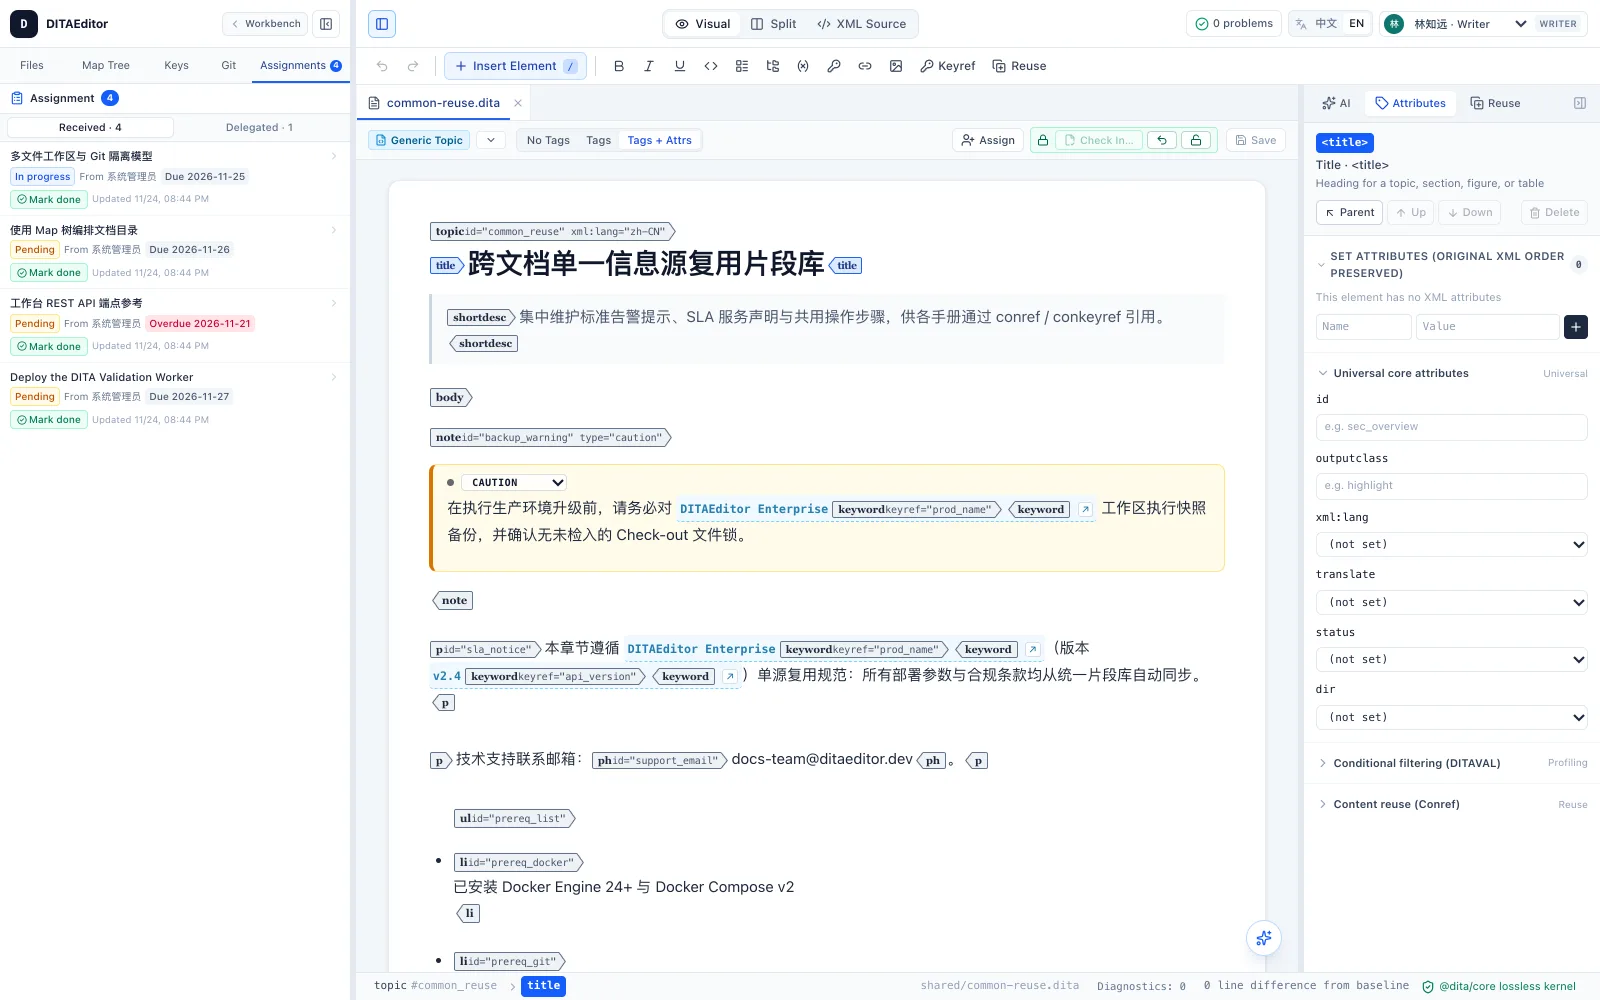 D DITAEditor
Workbench
Visual
Split
XML Source
0 problems
中文 EN
林 林知远 · Writer WRITER
Files
Map Tree
Keys
Git
Assignments 4
Insert Element /
Keyref
Reuse
Assignment 4
Received · 4
Delegated · 1
多文件工作区与 Git 隔离模型
In progress From 系统管理员 Due 2026-11-25
Mark done Updated 11/24, 08:44 PM
使用 Map 树编排文档目录
Pending From 系统管理员 Due 2026-11-26
Mark done Updated 11/24, 08:44 PM
工作台 REST API 端点参考
Pending From 系统管理员 Overdue 2026-11-21
Mark done Updated 11/24, 08:44 PM
Deploy the DITA Validation Worker
Pending From 系统管理员 Due 2026-11-27
Mark done Updated 11/24, 08:44 PM
common-reuse.dita
Generic Topic
No Tags
Tags
Tags + Attrs
Assign
Check In...
Save
topic id="common_reuse" xml:lang="zh-CN"
title 跨文档单一信息源复用片段库 title
shortdesc 集中维护标准告警提示、SLA 服务声明与共用操作步骤，供各手册通过 conref / conkeyref 引用。
shortdesc
body
note id="backup_warning" type="caution"
CAUTION
在执行生产环境升级前，请务必对 DITAEditor Enterprise keyword keyref="prod_name" keyword 工作区执行快照
备份，并确认无未检入的 Check-out 文件锁。
note
p id="sla_notice" 本章节遵循 DITAEditor Enterprise keyword keyref="prod_name" keyword （版本
v2.4 keyword keyref="api_version" keyword ）单源复用规范：所有部署参数与合规条款均从统一片段库自动同步。
p
p 技术支持联系邮箱： ph id="support_email" docs-team@ditaeditor.dev ph 。 p
ul id="prereq_list"
li id="prereq_docker"
已安装 Docker Engine 24+ 与 Docker Compose v2
li
li id="prereq_git"
AI
Attributes
Reuse
<title>
Title · <title>
Heading for a topic, section, figure, or table
Parent
Up
Down
Delete
SET ATTRIBUTES (ORIGINAL XML ORDER
PRESERVED) 0
This element has no XML attributes
Name
Value
+
Universal core attributes Universal
id
e.g. sec_overview
outputclass
e.g. highlight
xml:lang
(not set)
translate
(not set)
status
(not set)
dir
(not set)
Conditional filtering (DITAVAL) Profiling
Content reuse (Conref) Reuse
topic #common_reuse
title
shared/common-reuse.dita
Diagnostics: 0
0 line difference from baseline
@dita/core lossless kernel